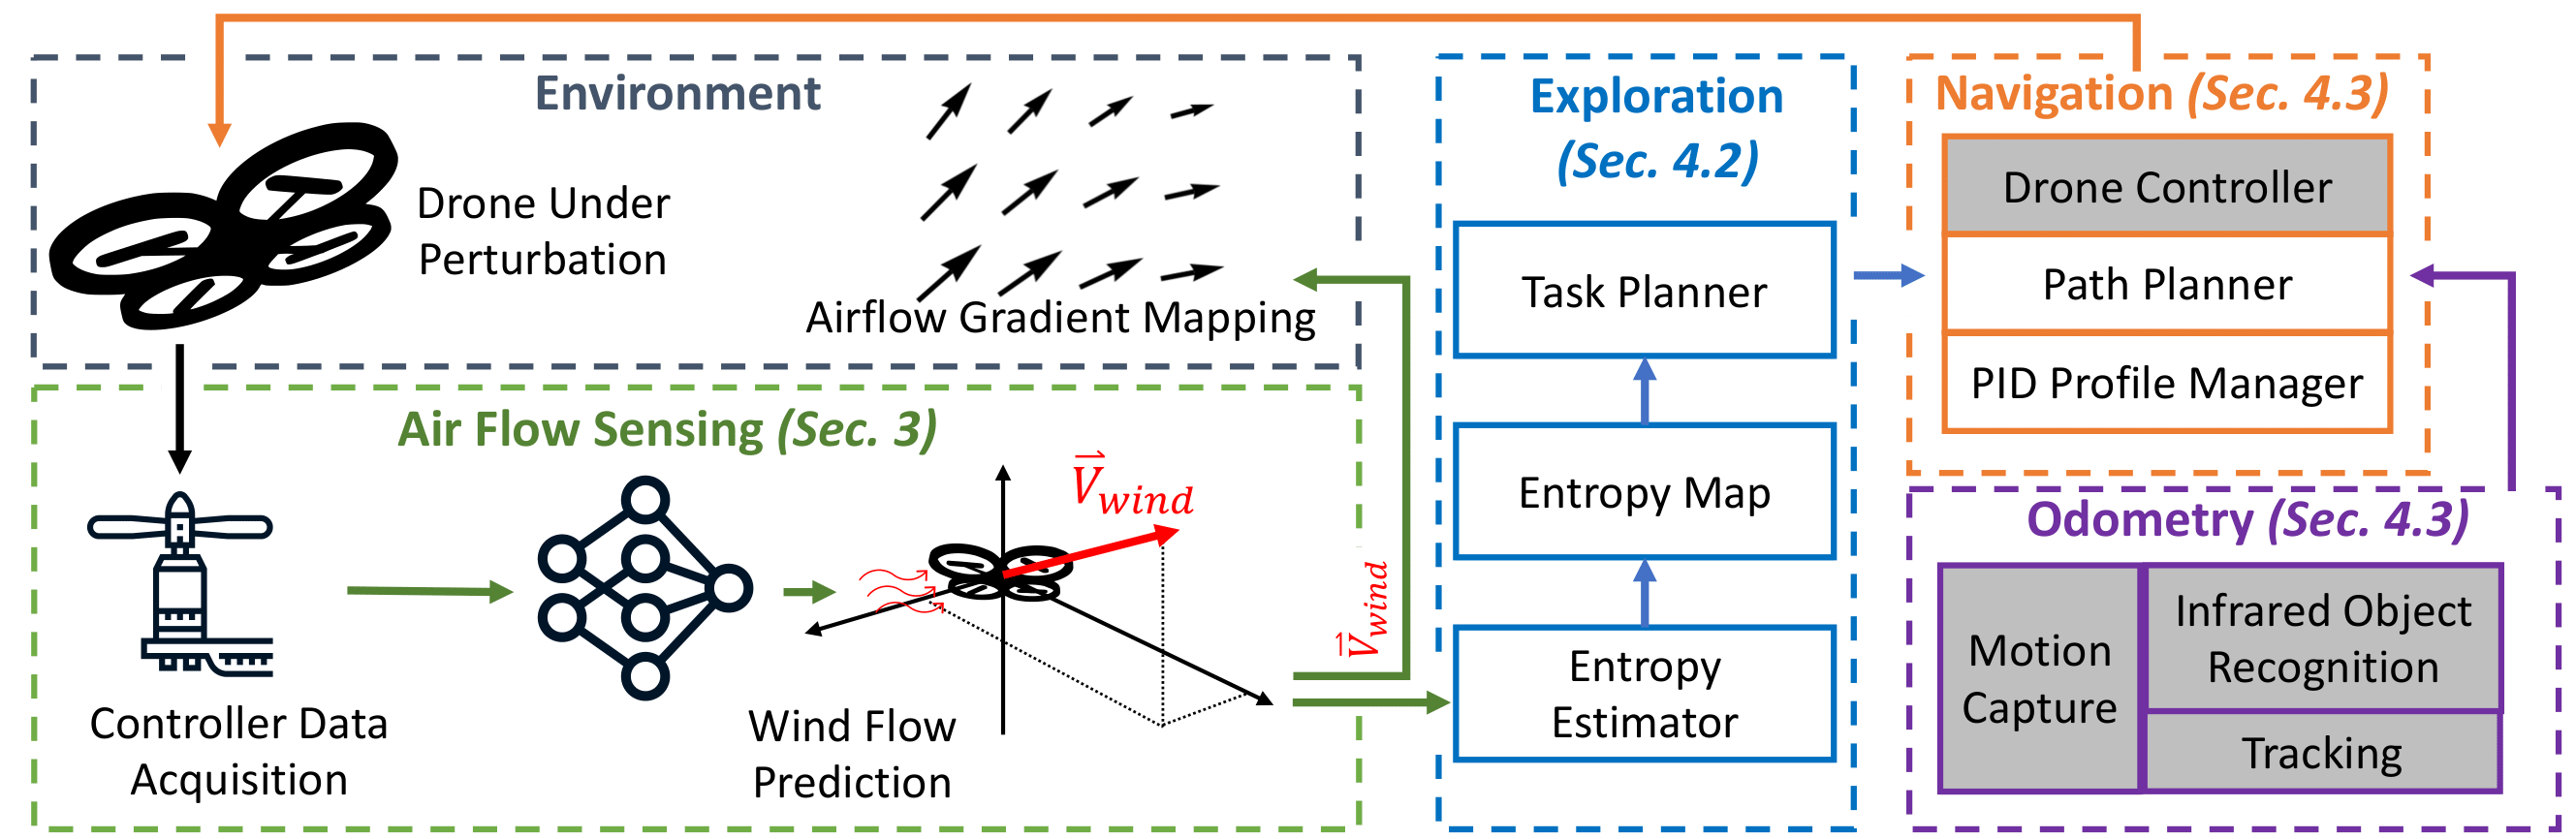 Environment
Drone Under
Perturbation
Airflow Gradient Mapping
Air Flow Sensing (Sec. 3)
Controller Data
Acquisition
Wind Flow
Prediction
V⃗wind
V⃗wind
Exploration
(Sec. 4.2)
Task Planner
Entropy Map
Entropy
Estimator
Navigation (Sec. 4.3)
Drone Controller
Path Planner
PID Profile Manager
Odometry (Sec. 4.3)
Motion
Capture
Infrared Object
Recognition
Tracking